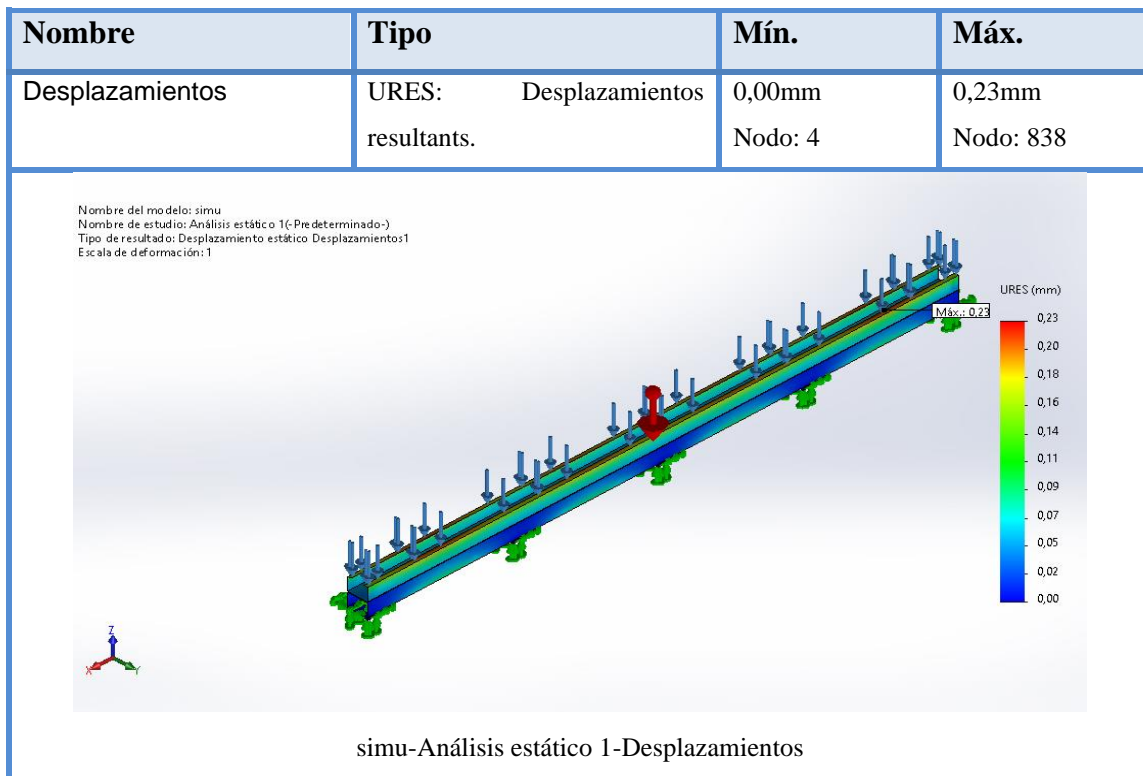 Nombre Tipo Mín. Máx.
Desplazamientos URES: Desplazamientos 0,00mm 0,23mm
resultants. Nodo: 4 Nodo: 838
Nombre del modelo: simu
Nombre de estudio: Análisis estático 1(-Predeterminado-)
Tipo de resultado: Desplazamiento estático Desplazamientos1
Escala de deformación: 1
URES (mm)
Máx.: 0,23
0,23
0,20
0,18
0,16
0,14
0,11
0,09
0,07
0,05
0,02
0,00
Z
X Y
simu-Análisis estático 1-Desplazamientos